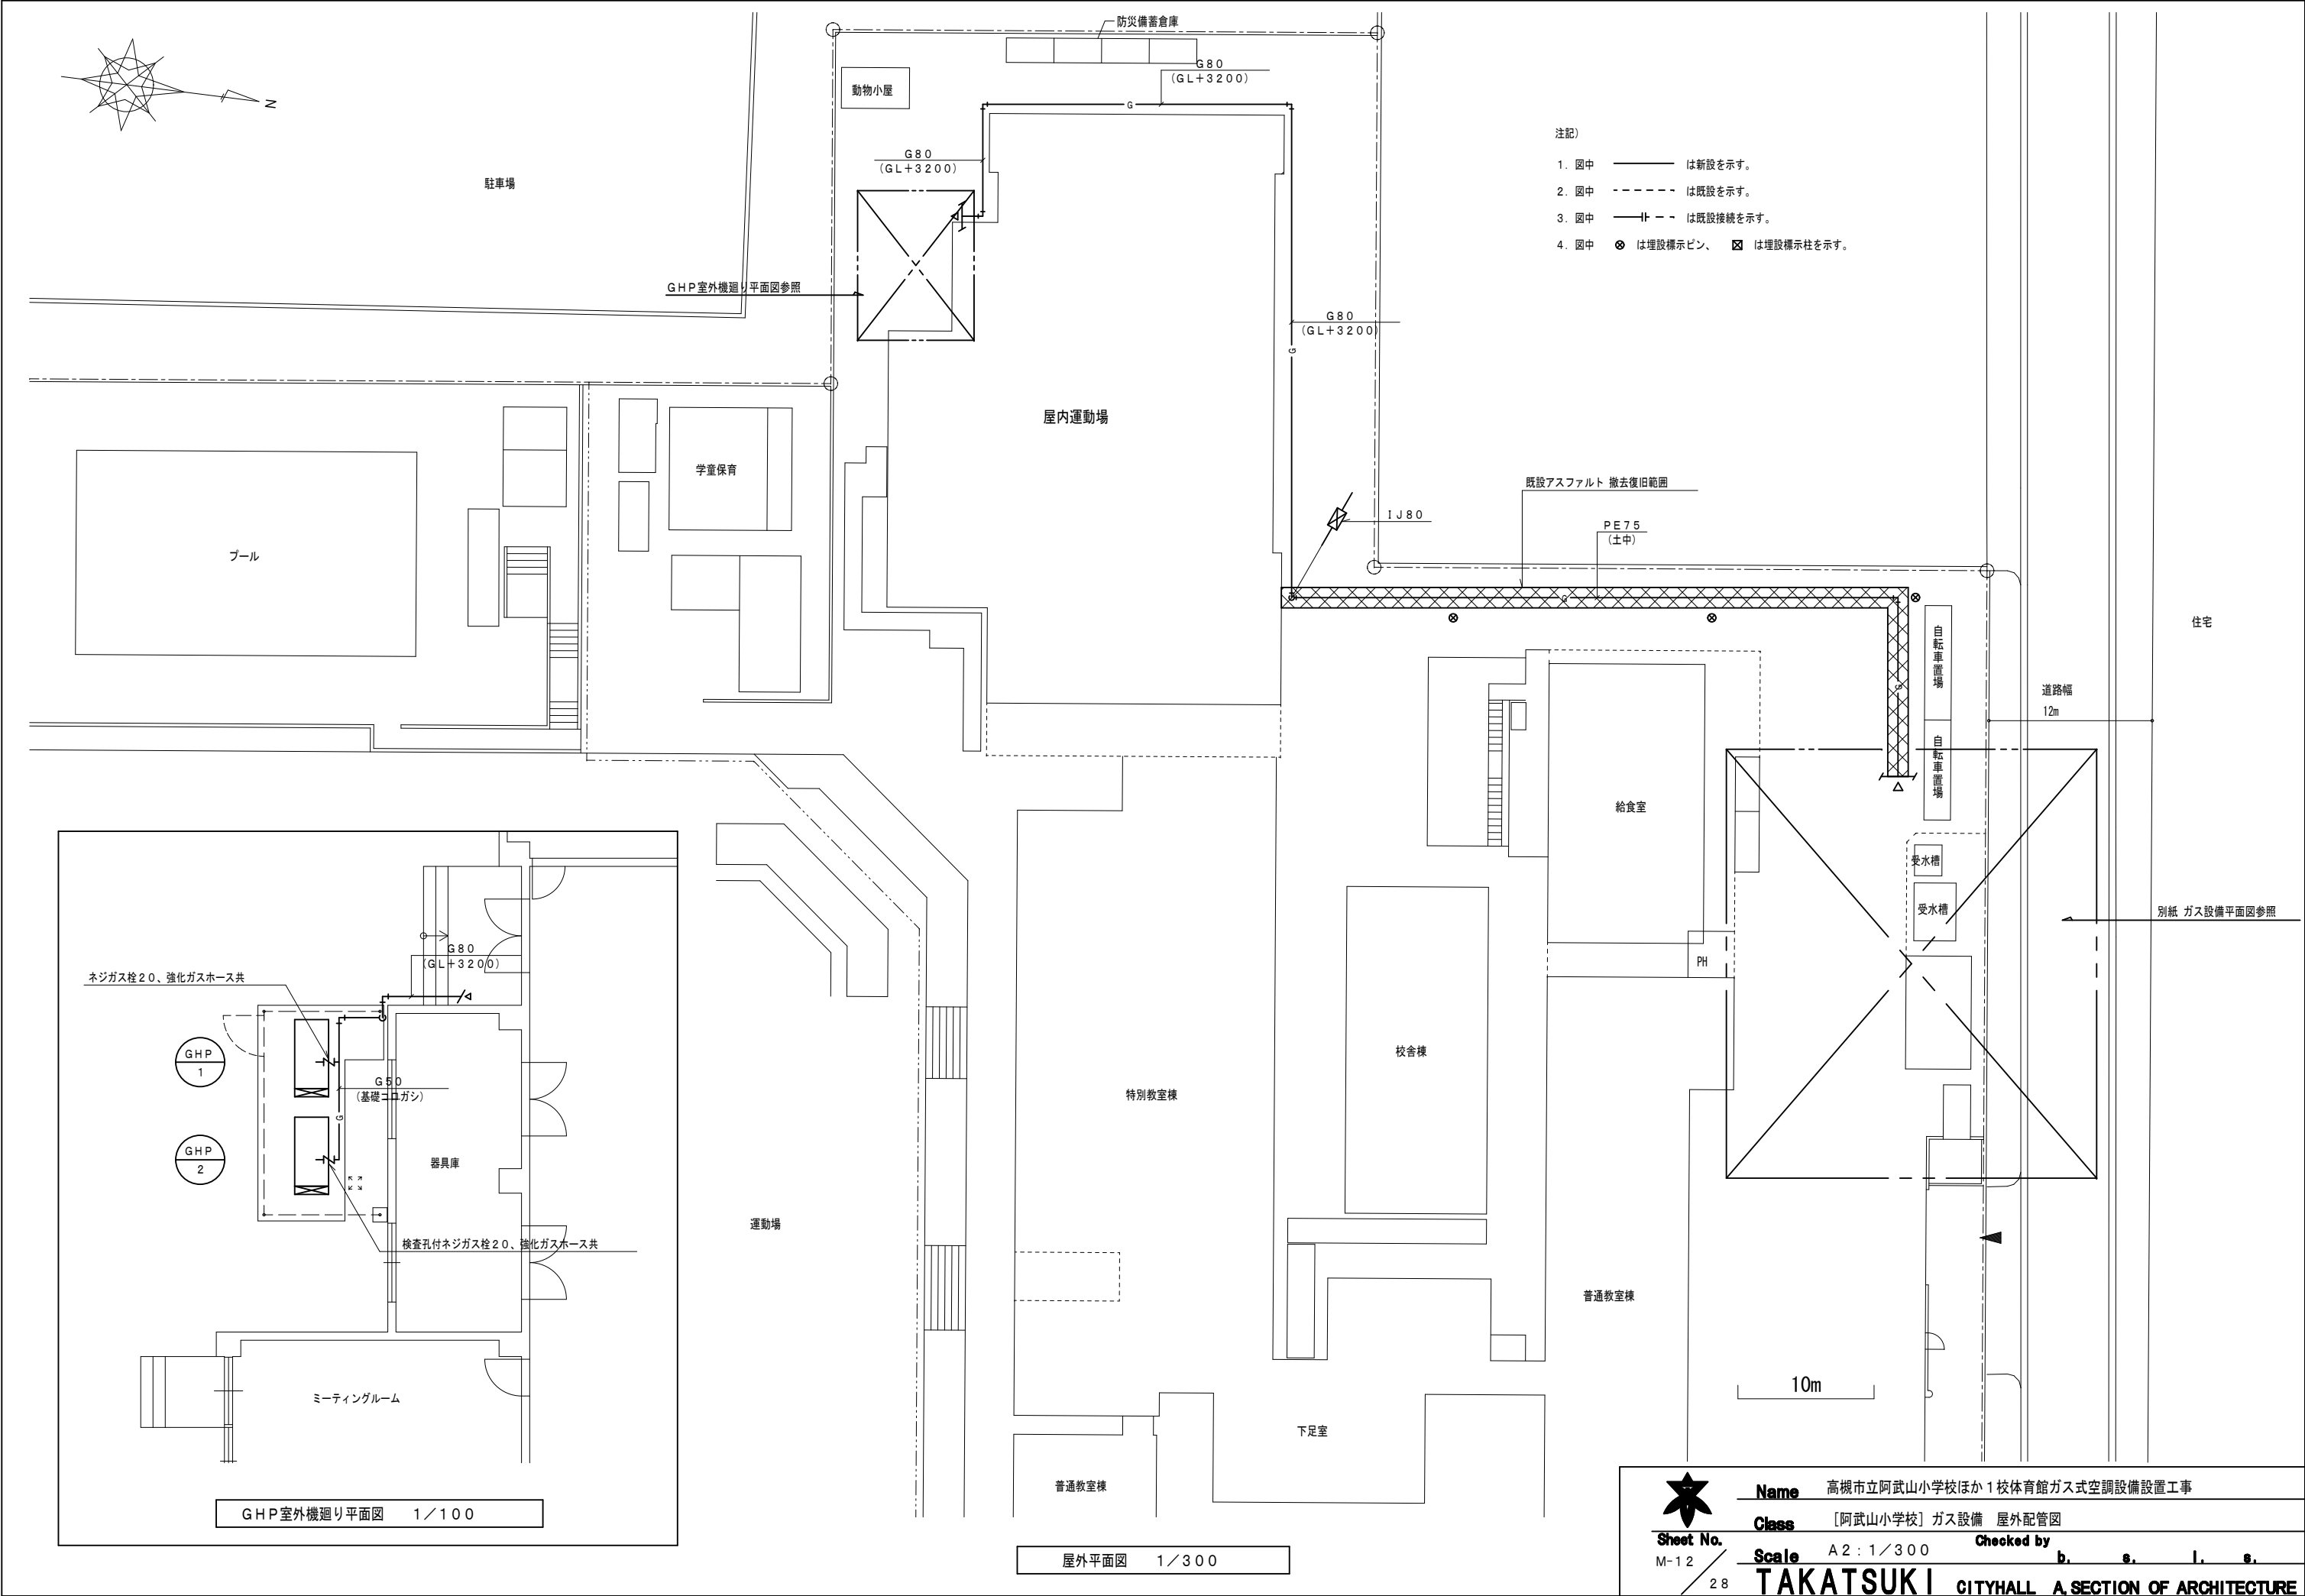 防災備蓄倉庫
G80
(GL+3200)
動物小屋
N
G
G80
(GL+3200)
駐車場
注記)
1. 図中 は新設を示す。
2. 図中 は既設を示す。
3. 図中 は既設接続を示す。
4. 図中 は埋設標示ピン、 は埋設標示柱を示す。
GHP室外機廻り平面図参照
G80
(GL+3200)
G
屋内運動場
学童保育
プール
既設アスファルト 撤去復旧範囲
IJ80
PE75
(土中)
G
自転車置場
住宅
道路幅
12m
G
自転車置場
給食室
受水槽
受水槽
別紙 ガス設備平面図参照
PH
校舎棟
特別教室棟
運動場
普通教室棟
下足室
普通教室棟
10m
G80
(GL+3200)
ネジガス栓20、強化ガスホース共
GHP
1
G50
(基礎コロガシ)
G
GHP
2
器具庫
検査孔付ネジガス栓20、強化ガスホース共
ミーティングルーム
GHP室外機廻り平面図 1/100
屋外平面図 1/300
Name 高槻市立阿武山小学校ほか1校体育館ガス式空調設備設置工事
Class [阿武山小学校] ガス設備 屋外配管図
Sheet No.
M-12
28
Scale A2:1/300 Checked by
b. s. l. s.
TAKATSUKI CITYHALL A.SECTION OF ARCHITECTURE